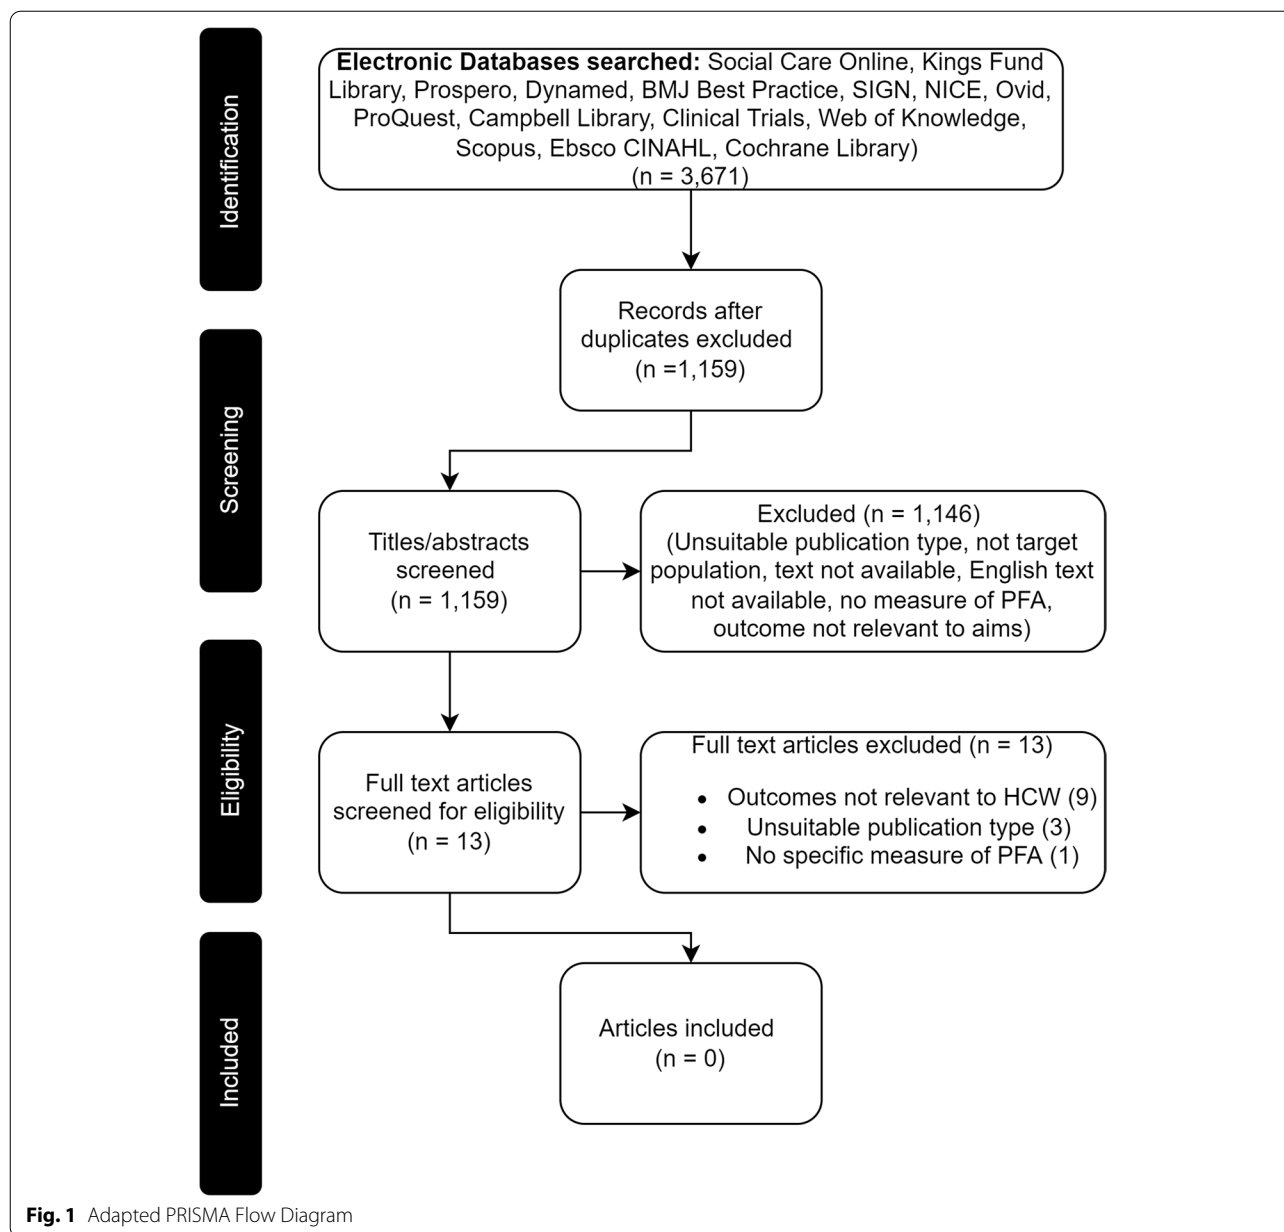 Identification
Electronic Databases searched: Social Care Online, Kings Fund
Library, Prospero, Dynamed, BMJ Best Practice, SIGN, NICE, Ovid,
ProQuest, Campbell Library, Clinical Trials, Web of Knowledge,
Scopus, Ebsco CINAHL, Cochrane Library)
(n = 3,671)
Records after
duplicates excluded
(n =1,159)
Screening
Titles/abstracts
screened
(n = 1,159)
Excluded (n = 1,146)
(Unsuitable publication type, not target
population, text not available, English text
not available, no measure of PFA,
outcome not relevant to aims)
Eligibility
Full text articles
screened for eligibility
(n = 13)
Full text articles excluded (n = 13)
• Outcomes not relevant to HCW (9)
• Unsuitable publication type (3)
• No specific measure of PFA (1)
Included
Articles included
(n = 0)
Fig. 1 Adapted PRISMA Flow Diagram